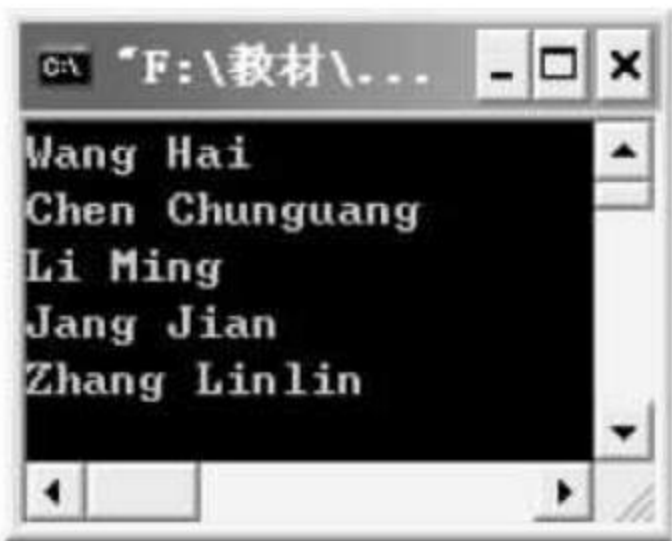 C:\ "F:\教材\...
Wang Hai
Chen Chunguang
Li Ming
Jang Jian
Zhang Linlin